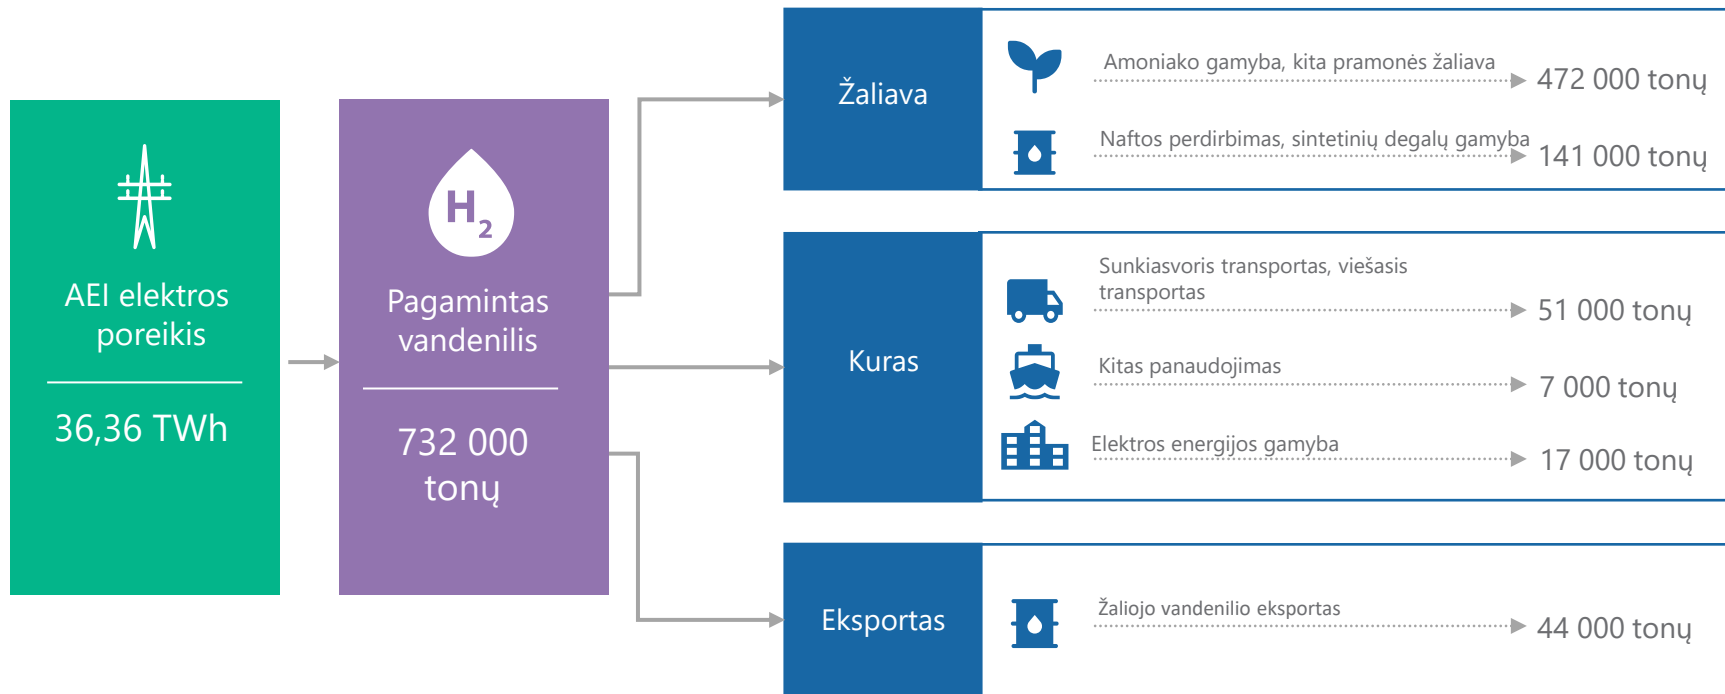 AEI elektros
poreikis
36,36 TWh
H2
Pagamintas
vandenilis
732 000
tonų
Žaliava
Amoniako gamyba, kita pramonės žaliava
472 000 tonų
Naftos perdirbimas, sintetinių degalų gamyba
141 000 tonų
Kuras
Sunkiasvoris transportas, viešasis
transportas
51 000 tonų
Kitas panaudojimas
7 000 tonų
Elektros energijos gamyba
17 000 tonų
Eksportas
Žaliojo vandenilio eksportas
44 000 tonų